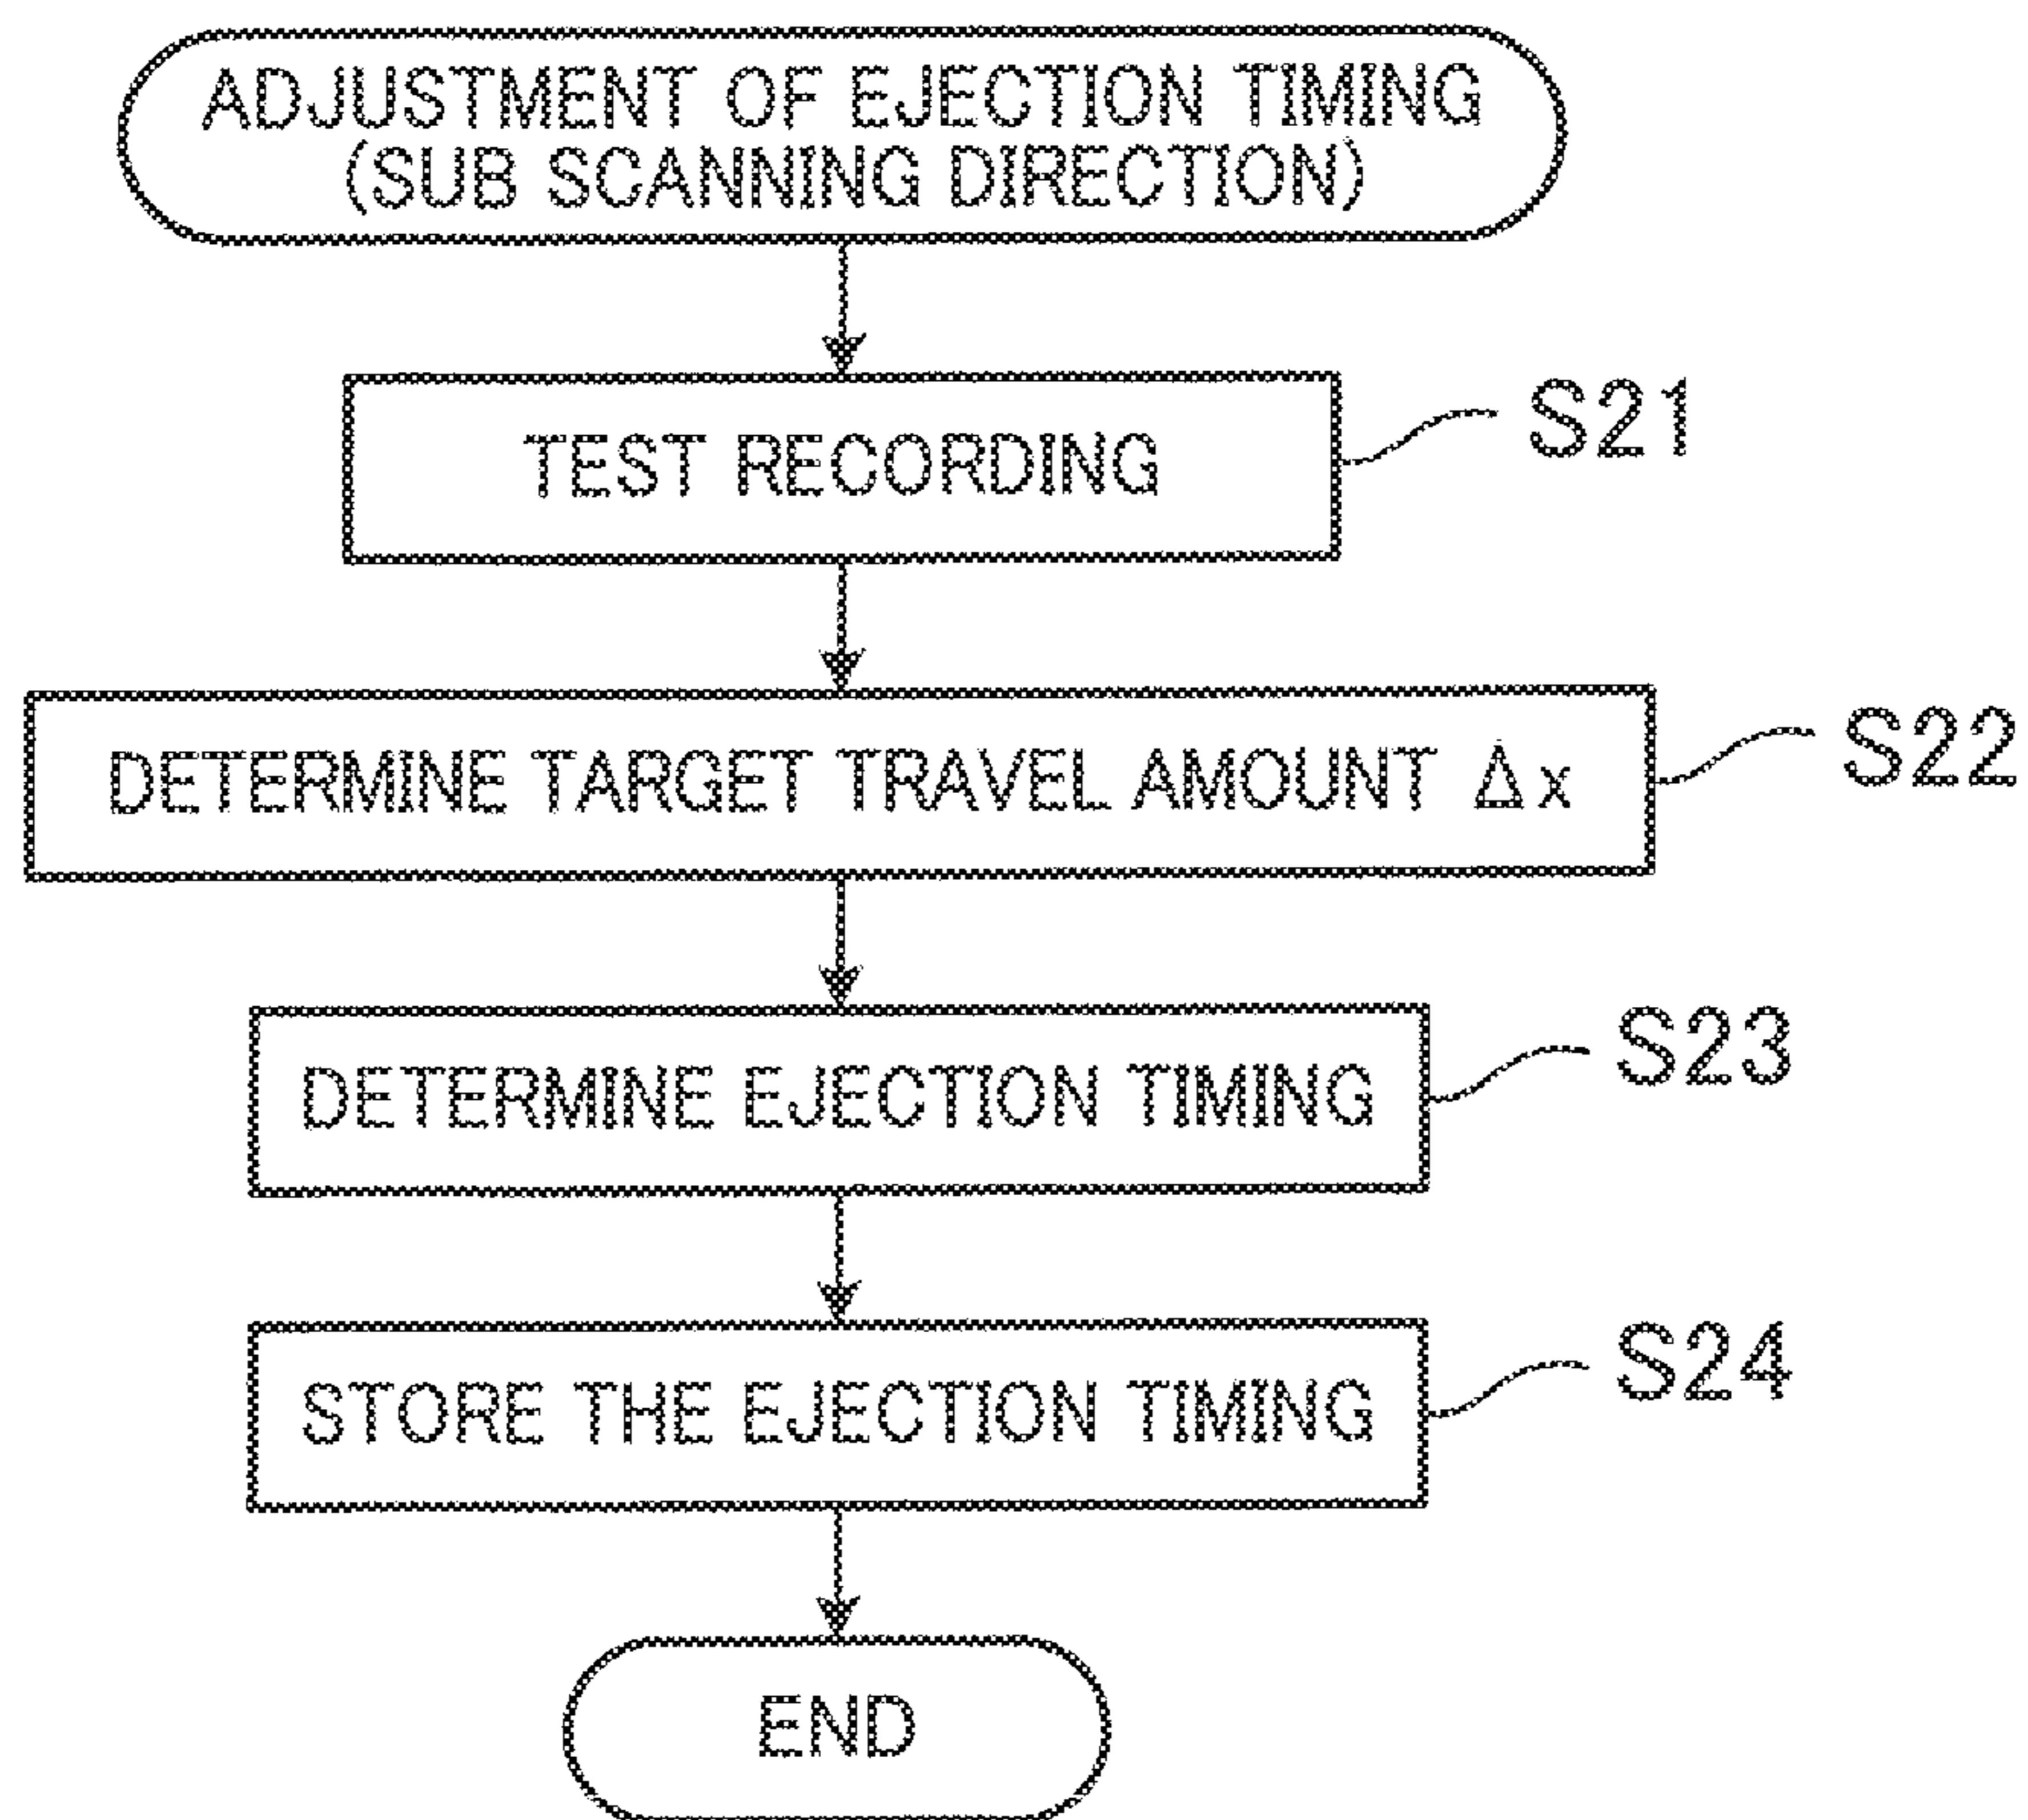 ADJUSTMENT OF EJECTION TIMING
(SUB SCANNING DIRECTION)
TEST RECORDING
S21
DETERMINE TARGET TRAVEL AMOUNT Δx
S22
DETERMINE EJECTION TIMING
S23
STORE THE EJECTION TIMING
S24
END